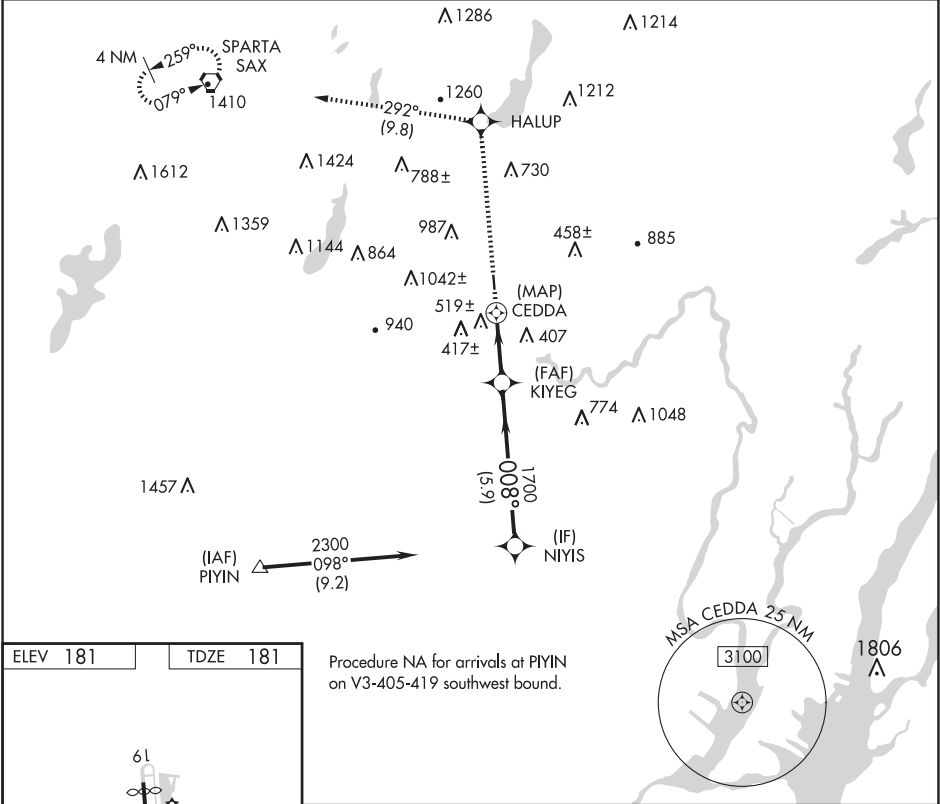 1286
1214
4 NM
259°
SPARTA
SAX
079°
1410
1260
1212
292°
(9.8)
HALUP
1612
1424
788±
730
1359
987
458±
885
1144
864
1042±
(MAP)
CEDDA
519±
940
417±
407
(FAF)
KIYEG
774
1048
1457
1700
008°
(5.9)
(IAF)
PIYIN
2300
098°
(9.2)
(IF)
NIYIS
ELEV 181
TDZE 181
Procedure NA for arrivals at PIYIN
on V3-405-419 southwest bound.
MSA CEDDA 25 NM
3100
1806
19